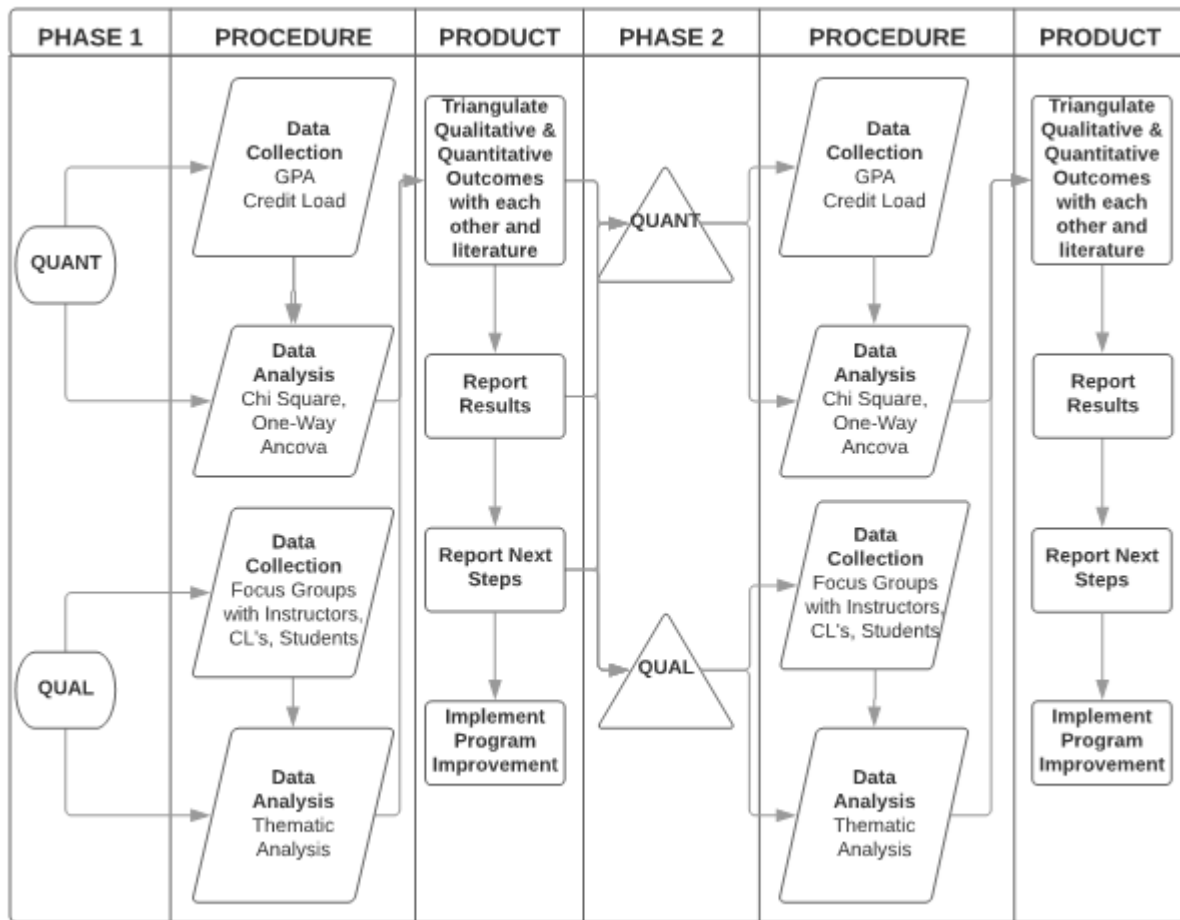 PHASE 1
PROCEDURE
PRODUCT
PHASE 2
PROCEDURE
PRODUCT
QUANT
QUAL
Data
Collection
GPA
Credit Load
Data
Analysis
Chi Square,
One-Way
Ancova
Data
Collection
Focus Groups
with Instructors,
CL's, Students
Data
Analysis
Thematic
Analysis
Triangulate
Qualitative &
Quantitative
Outcomes
with each
other and
literature
Report
Results
Report Next
Steps
Implement
Program
Improvement
QUANT
QUAL
Data
Collection
GPA
Credit Load
Data
Analysis
Chi Square,
One-Way
Ancova
Data
Collection
Focus Groups
with Instructors,
CL's, Students
Data
Analysis
Thematic
Analysis
Triangulate
Qualitative &
Quantitative
Outcomes
with each
other and
literature
Report
Results
Report Next
Steps
Implement
Program
Improvement